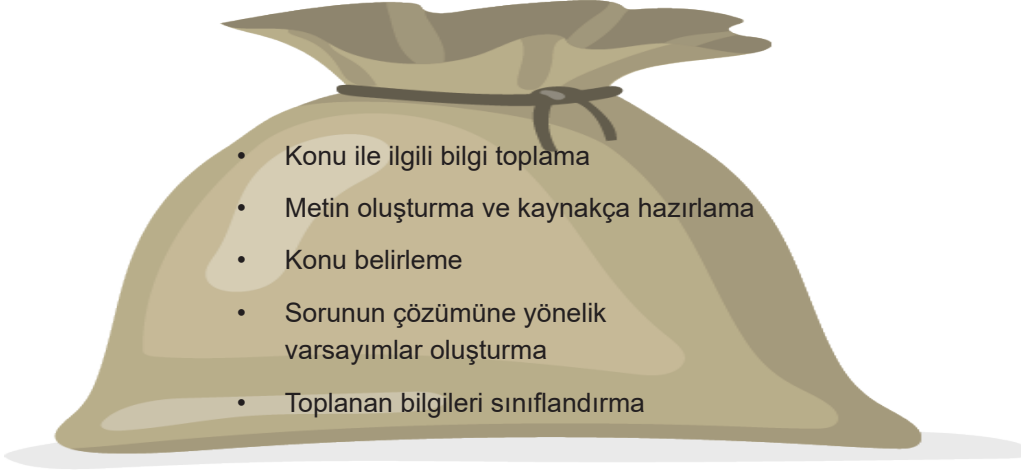 • Konu ile ilgili bilgi toplama
• Metin oluşturma ve kaynakça hazırlama
• Konu belirleme
• Sorunun çözümüne yönelik
varsayımlar oluşturma
• Toplanan bilgileri sınıflandırma